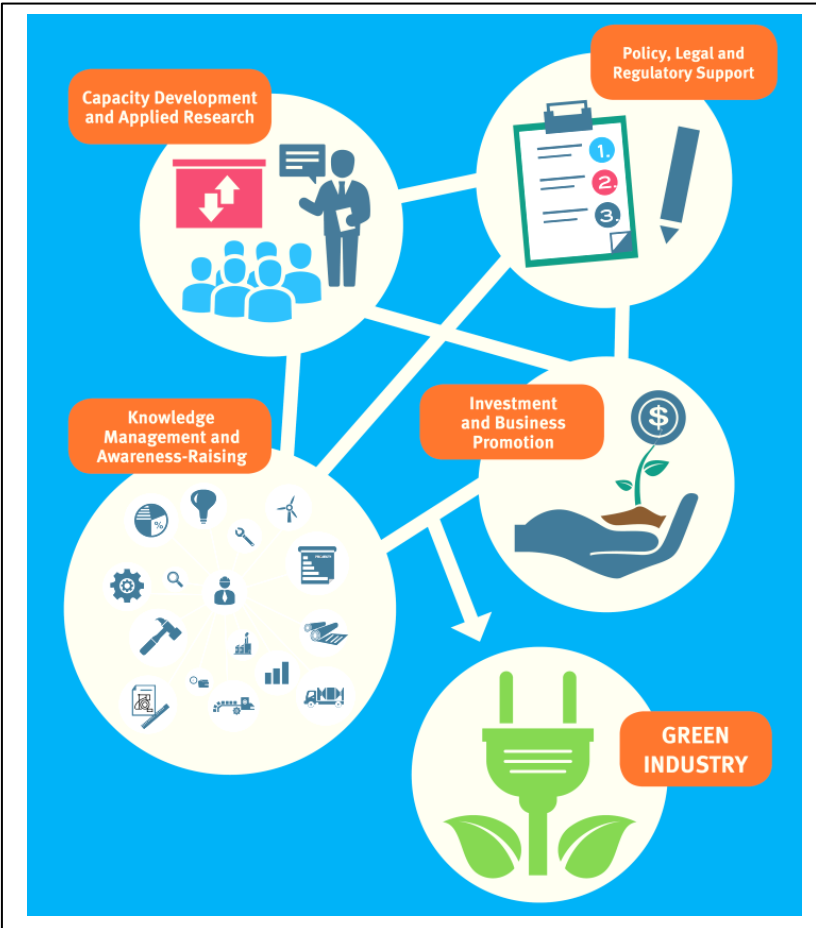 Policy, Legal and
Regulatory Support
Capacity Development
and Applied Research
1.
2.
3.
Knowledge
Management and
Awareness-Raising
Investment
and Business
Promotion
$
%
GREEN
INDUSTRY